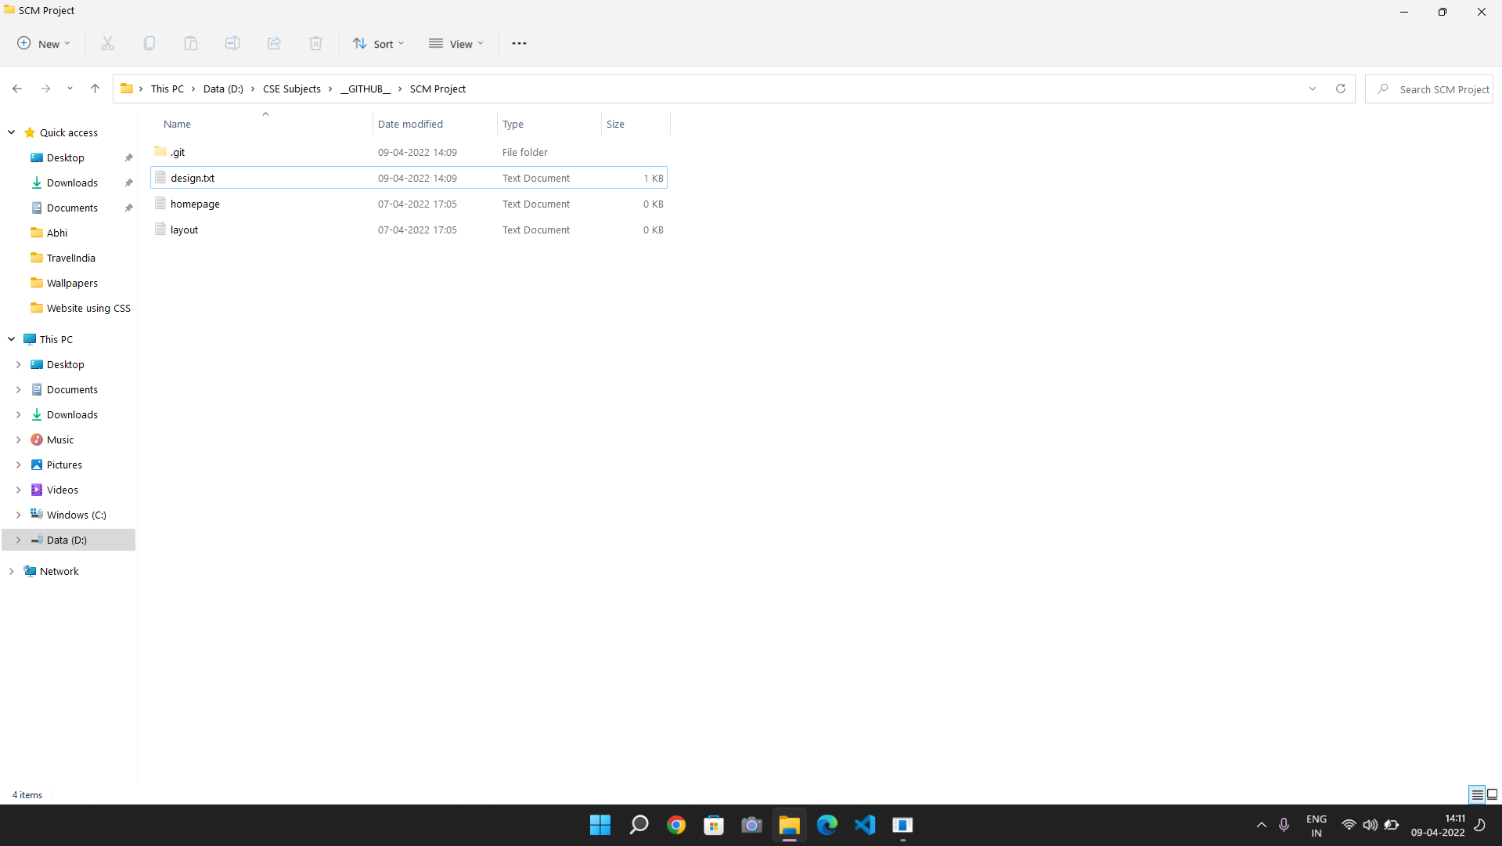 SCM Project
New
Sort
View
This PC
Data (D:)
CSE Subjects
__GITHUB__
SCM Project
Search SCM Project
Name
Date modified
Type
Size
.git
09-04-2022 14:09
File folder
design.txt
09-04-2022 14:09
Text Document
1 KB
homepage
07-04-2022 17:05
Text Document
0 KB
layout
07-04-2022 17:05
Text Document
0 KB
Quick access
Desktop
Downloads
Documents
Abhi
TravelIndia
Wallpapers
Website using CSS
This PC
Desktop
Documents
Downloads
Music
Pictures
Videos
Windows (C:)
Data (D:)
Network
4 items
ENG
IN
14:11
09-04-2022